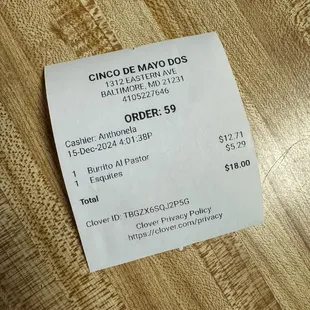 CINCO DE MAYO DOS
1312 EASTERN AVE
BALTIMORE, MD 21231
4105227646
ORDER: 59
Cashier: Anthonela
15-Dec-2024 4:01:38P
1 Burrito Al Pastor $12.71
1 Esquites $5.29
Total $18.00
Clover ID: TBGZX6SQJ2P5G
Clover Privacy Policy
https://clover.com/privacy